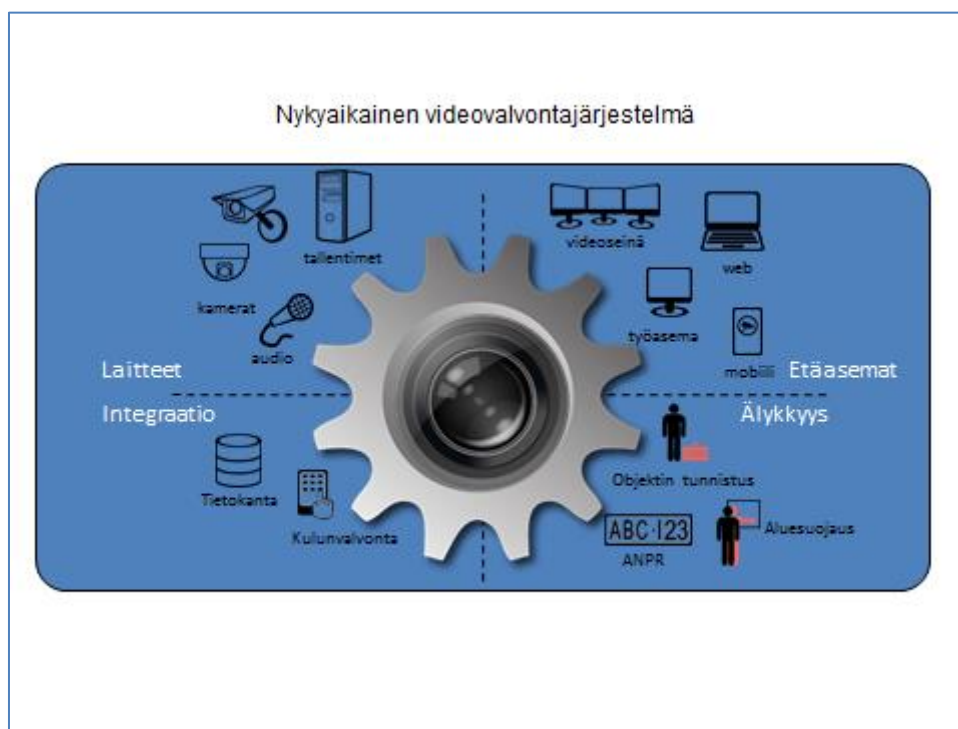 Nykyaikainen videovalvontajärjestelmä
tallentimet
kamerat
audio
Laitteet
videoseinä
web
työasema
mobiili
Etäasemat
Integraatio
Tietokanta
Kulunvalvonta
Älykkyys
Objektin tunnistus
ABC·123
ANPR
Aluesuojaus